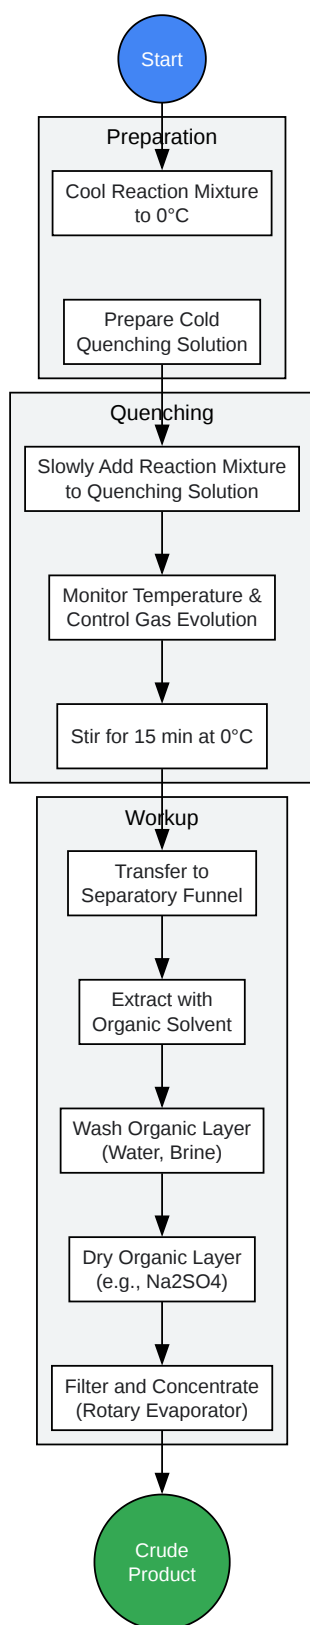 Start
Preparation
Cool Reaction Mixture
to 0°C
Prepare Cold
Quenching Solution
Quenching
Slowly Add Reaction Mixture
to Quenching Solution
Monitor Temperature &
Control Gas Evolution
Stir for 15 min at 0°C
Workup
Transfer to
Separatory Funnel
Extract with
Organic Solvent
Wash Organic Layer
(Water, Brine)
Dry Organic Layer
(e.g., Na2SO4)
Filter and Concentrate
(Rotary Evaporator)
Crude
Product